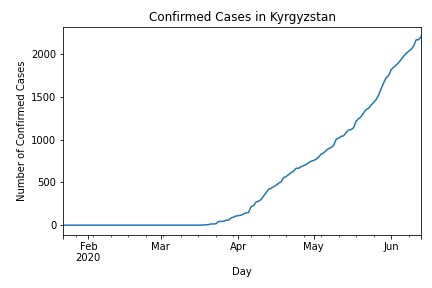 Confirmed Cases in Kyrgyzstan
Number of Confirmed Cases
2000
1500
1000
500
0
Feb Mar Apr May Jun
2020
Day